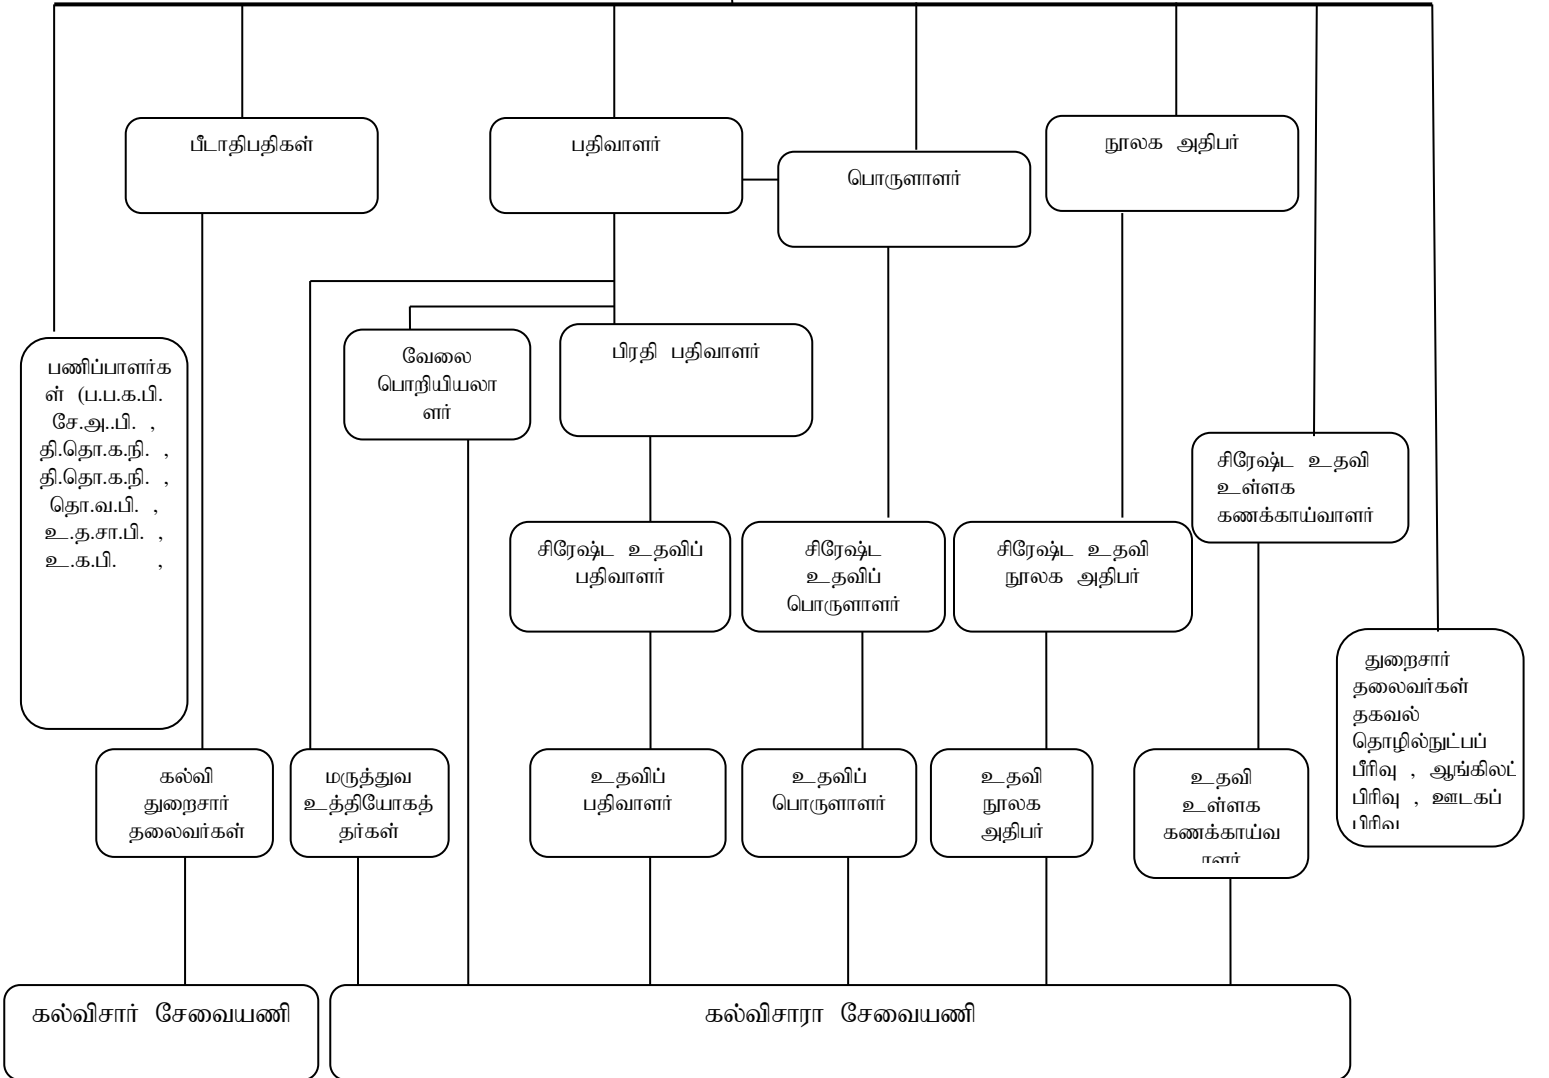 பீடாதிபதிகள்
பதிவாளர்
பொருளாளர்
நூலக அதிபர்
பணிப்பாளர்க
ள் (ப.ப.க.பி.
சே.அ..பி. ,
தி.தொ.க.நி. ,
தி.தொ.க.நி. ,
தொ.வ.பி. ,
உ.த.சா.பி. ,
உ.க.பி. ,
வேலை
பொறியியலா
ளர்
பிரதி பதிவாளர்
சிரேஷ்ட உதவி
உள்ளக
கணக்காய்வாளர்
சிரேஷ்ட உதவிப்
பதிவாளர்
சிரேஷ்ட
உதவிப்
பொருளாளர்
சிரேஷ்ட உதவி
நூலக அதிபர்
துறைசார்
தலைவர்கள்
தகவல்
தொழில்நுட்பப்
பீரிவு , ஆங்கிலட்
பிரிவு , ஊடகப்
பிரிவு
கல்வி
துறைசார்
தலைவர்கள்
மருத்துவ
உத்தியோகத்
தர்கள்
உதவிப்
பதிவாளர்
உதவிப்
பொருளாளர்
உதவி
நூலக
அதிபர்
உதவி
உள்ளக
கணக்காய்வ
ாளர்
கல்விசார் சேவையணி
கல்விசாரா சேவையணி